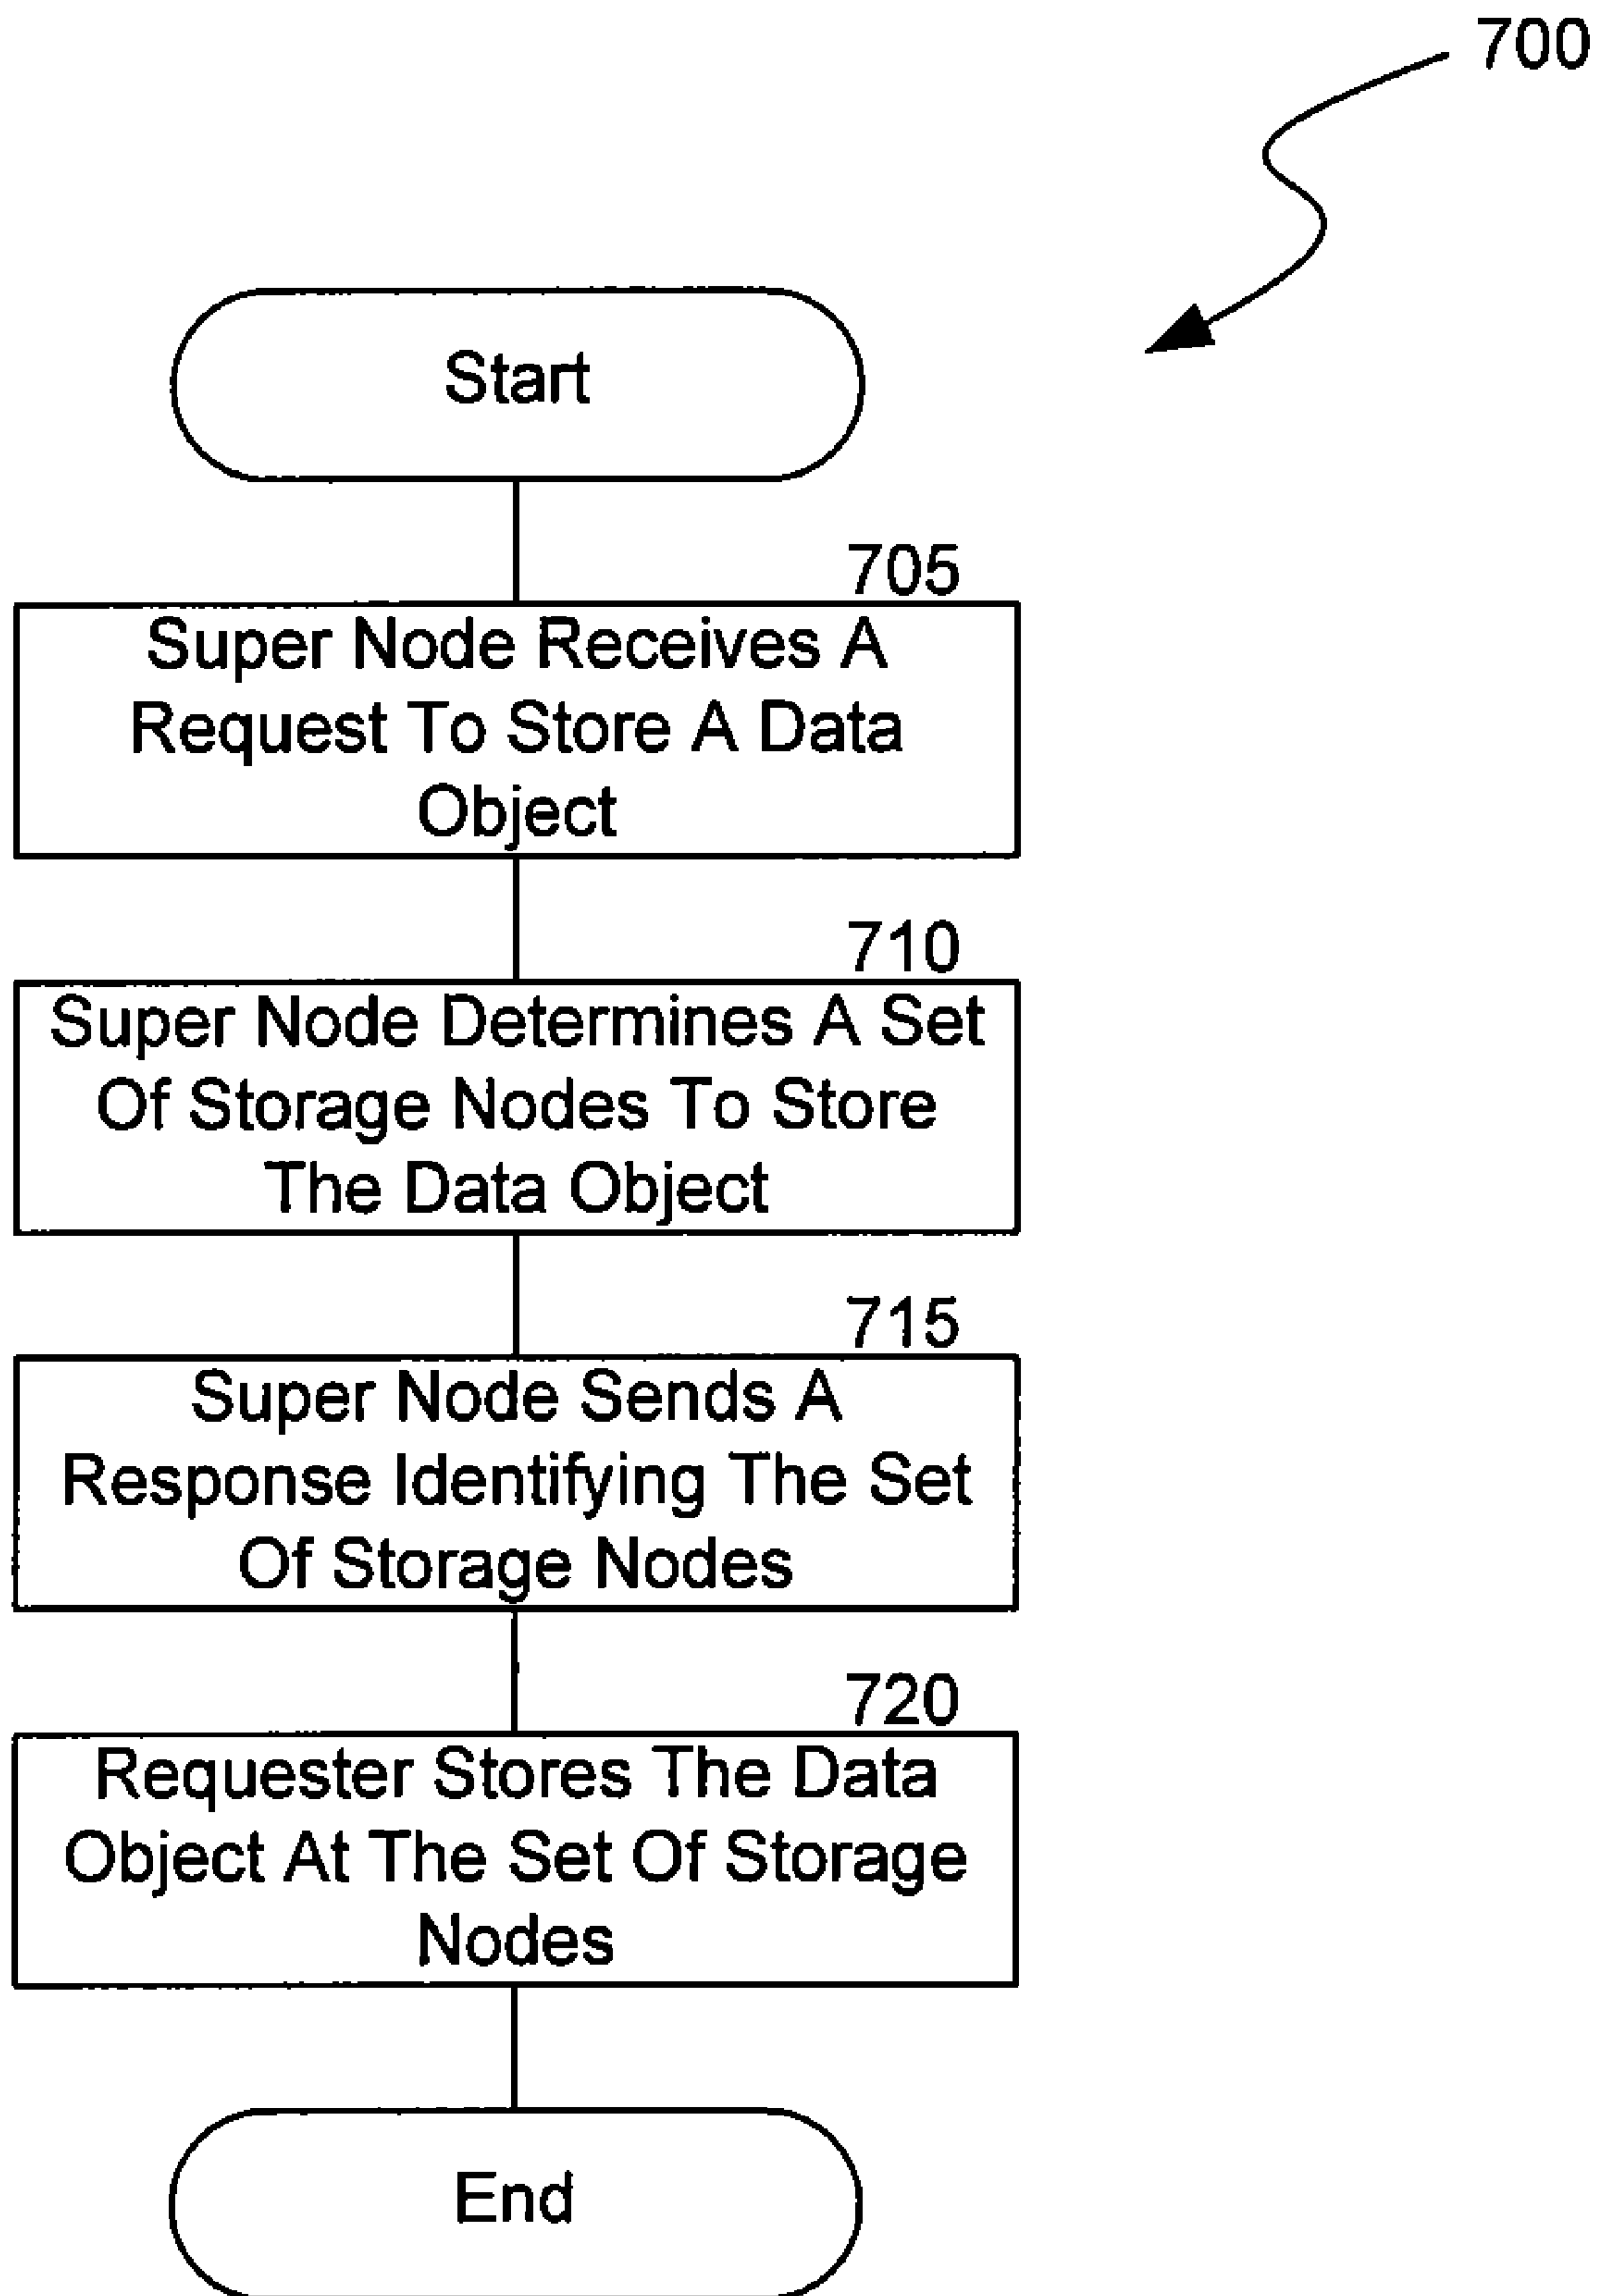 700
Start
705
Super Node Receives A
Request To Store A Data
Object
710
Super Node Determines A Set
Of Storage Nodes To Store
The Data Object
715
Super Node Sends A
Response Identifying The Set
Of Storage Nodes
720
Requester Stores The Data
Object At The Set Of Storage
Nodes
End